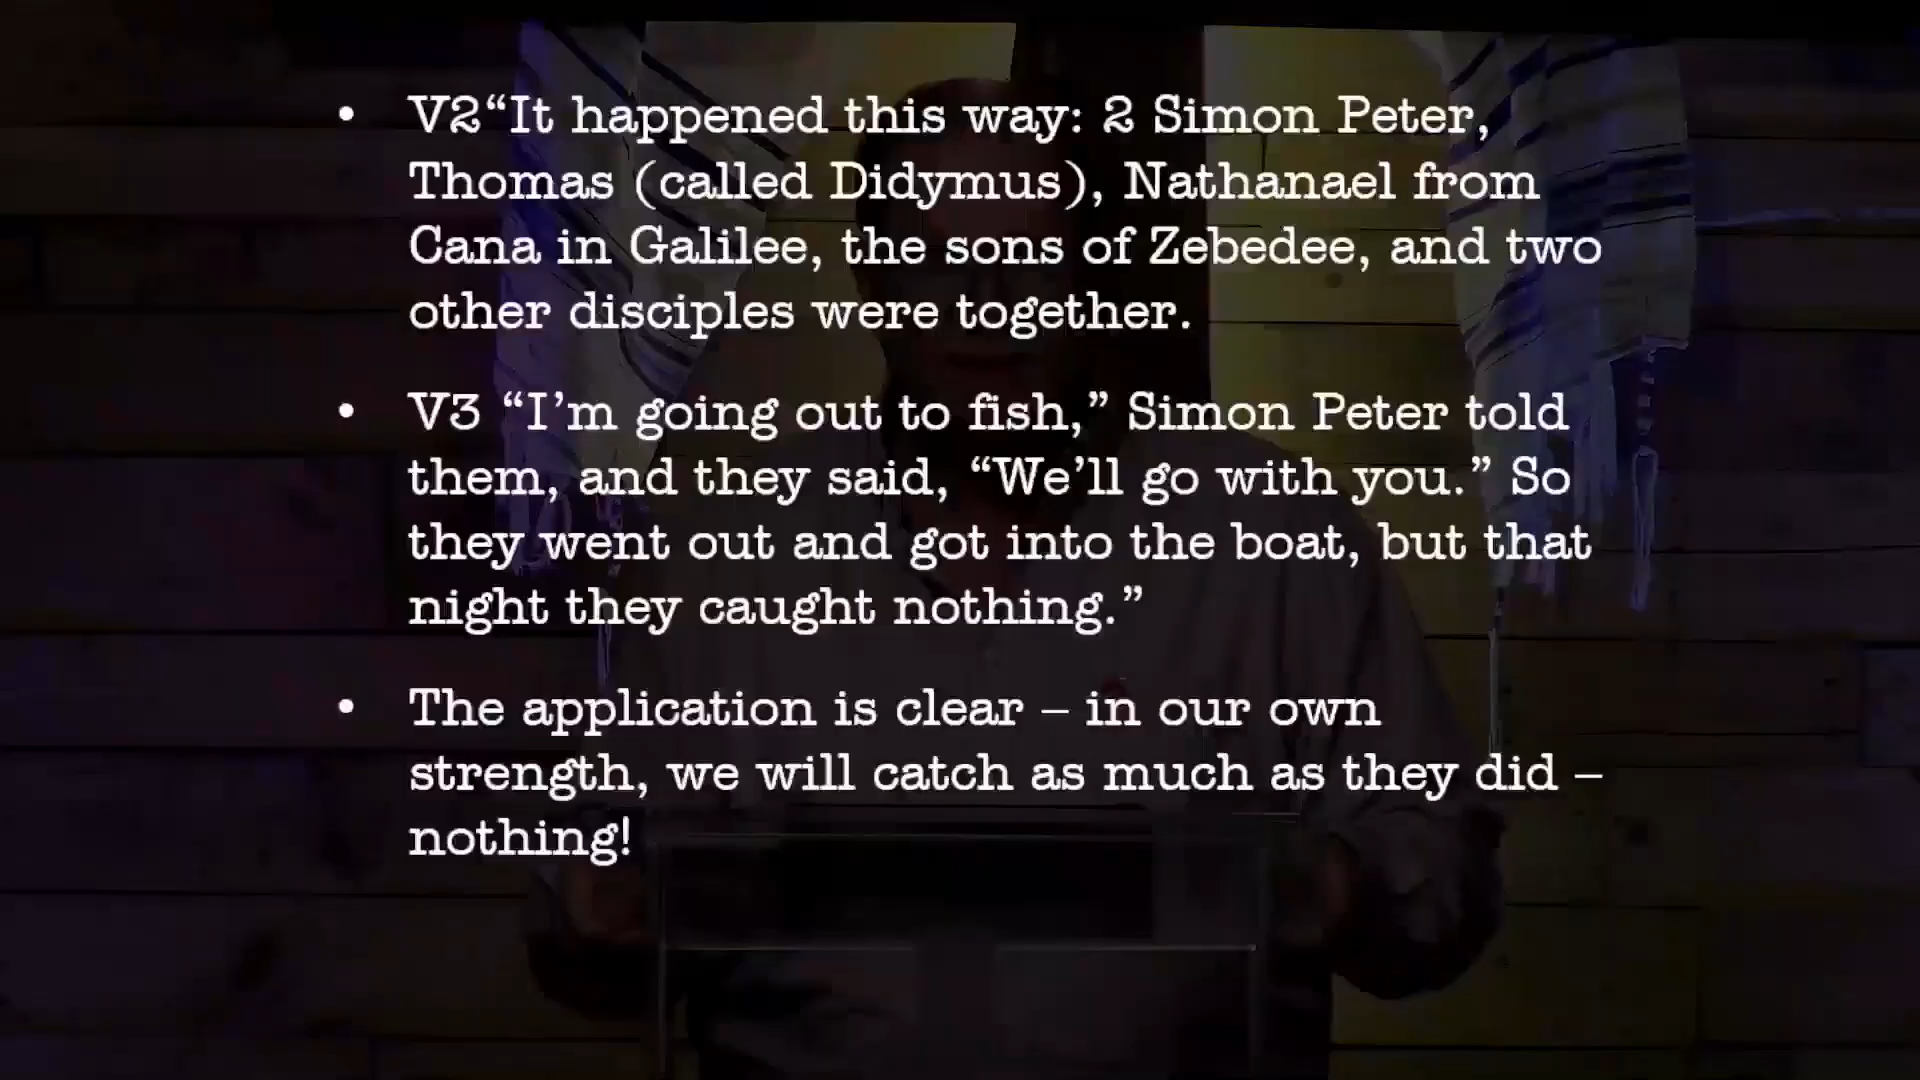 • V2“It happened this way: 2 Simon Peter,
Thomas (called Didymus), Nathanael from
Cana in Galilee, the sons of Zebedee, and two
other disciples were together.
• V3 “I’m going out to fish,” Simon Peter told
them, and they said, “We’ll go with you.” So
they went out and got into the boat, but that
night they caught nothing.”
• The application is clear – in our own
strength, we will catch as much as they did –
nothing!